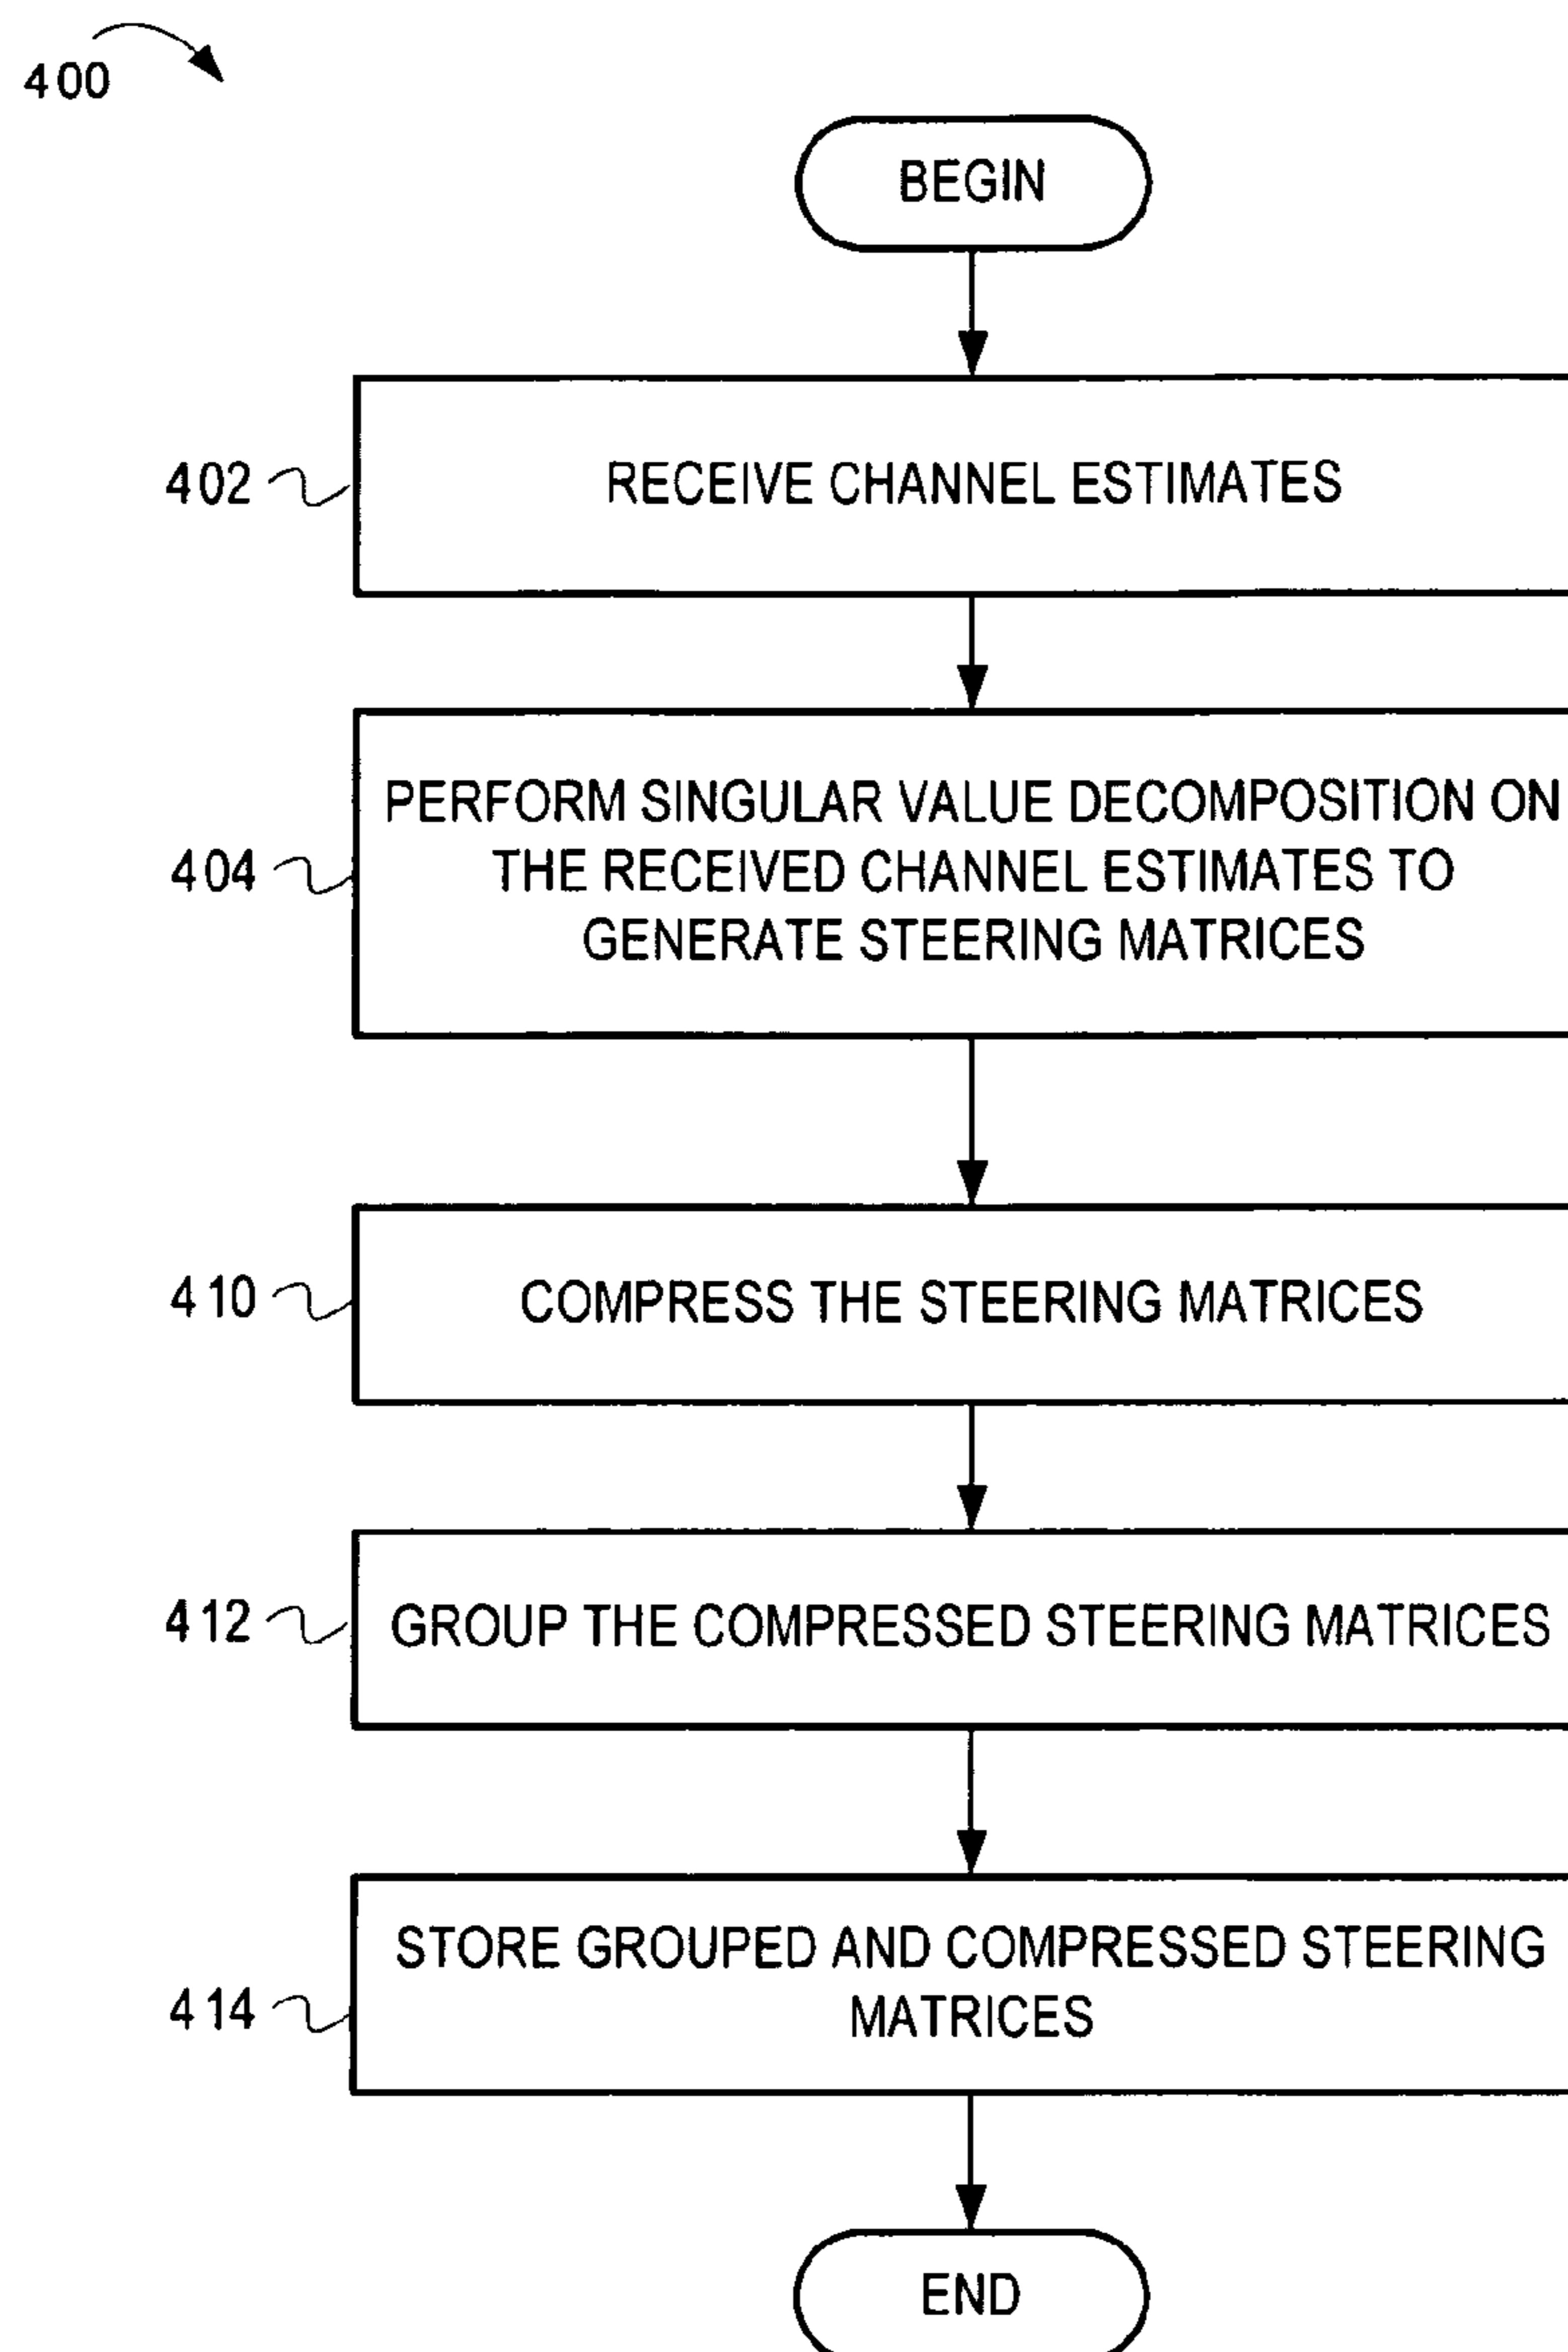 400
BEGIN
402
RECEIVE CHANNEL ESTIMATES
404
PERFORM SINGULAR VALUE DECOMPOSITION ON
THE RECEIVED CHANNEL ESTIMATES TO
GENERATE STEERING MATRICES
410
COMPRESS THE STEERING MATRICES
412
GROUP THE COMPRESSED STEERING MATRICES
414
STORE GROUPED AND COMPRESSED STEERING
MATRICES
END